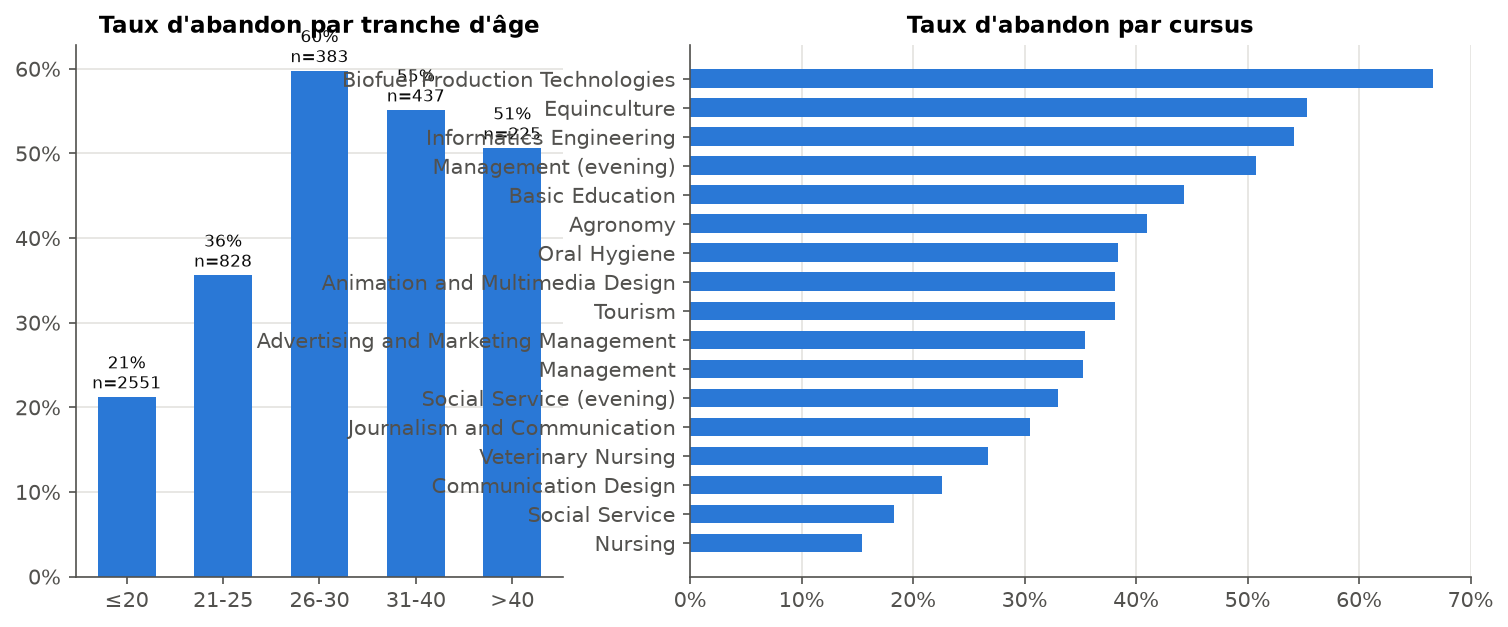 Taux d'abandon par tranche d'âge
60%
n=383
55%
n=437
51%
n=225
36%
n=828
21%
n=2551
60%
50%
40%
30%
20%
10%
0%
≤20
21-25
26-30
31-40
>40
Taux d'abandon par cursus
Biofuel Production Technologies
Equinculture
Informatics Engineering
Management (evening)
Basic Education
Agronomy
Oral Hygiene
Animation and Multimedia Design
Tourism
Advertising and Marketing Management
Management
Social Service (evening)
Journalism and Communication
Veterinary Nursing
Communication Design
Social Service
Nursing
0%
10%
20%
30%
40%
50%
60%
70%